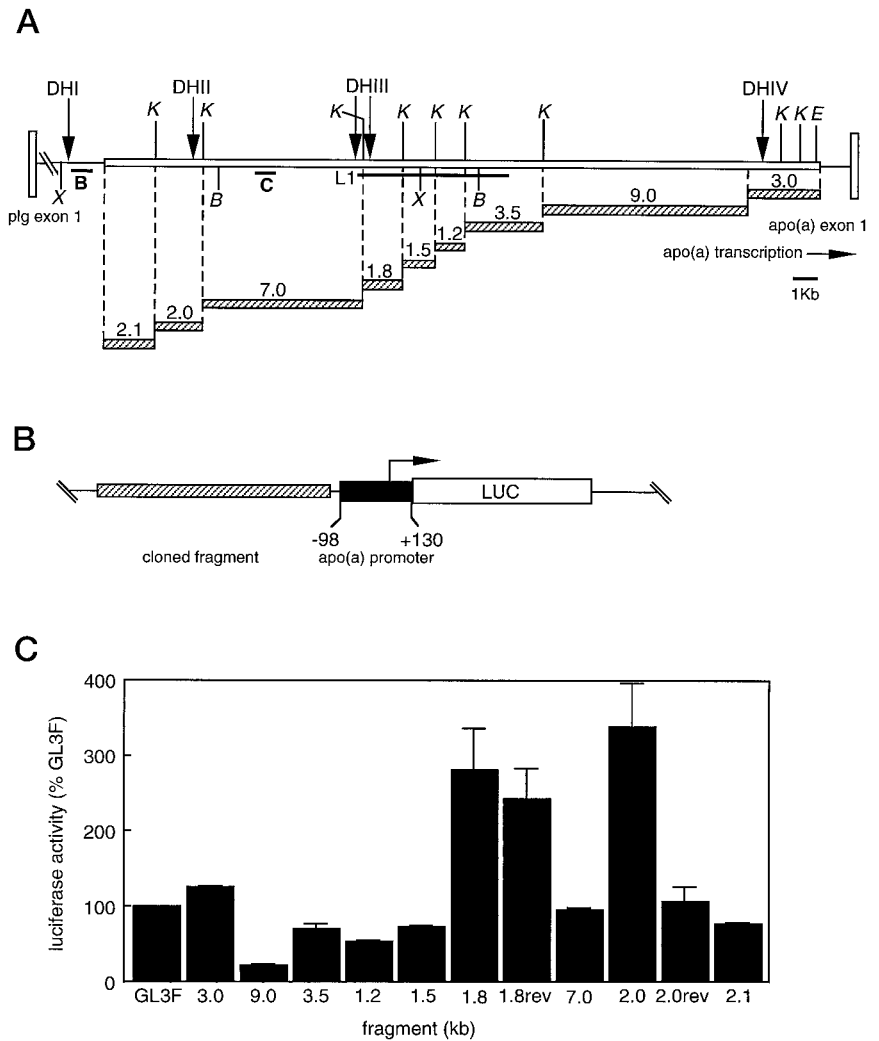 A
DHI
DHII
DHIII
DHIV
K K K K K K K K K E
X B C B L1 X B
plg exon 1
3.0
9.0
apo(a) exon 1
3.5
1.2
apo(a) transcription
1.5
1.8
1Kb
7.0
2.0
2.1
B
LUC
-98 +130
cloned fragment apo(a) promoter
C
luciferase activity (% GL3F)
400
300
200
100
0
GL3F 3.0 9.0 3.5 1.2 1.5 1.8 1.8rev 7.0 2.0 2.0rev 2.1
fragment (kb)